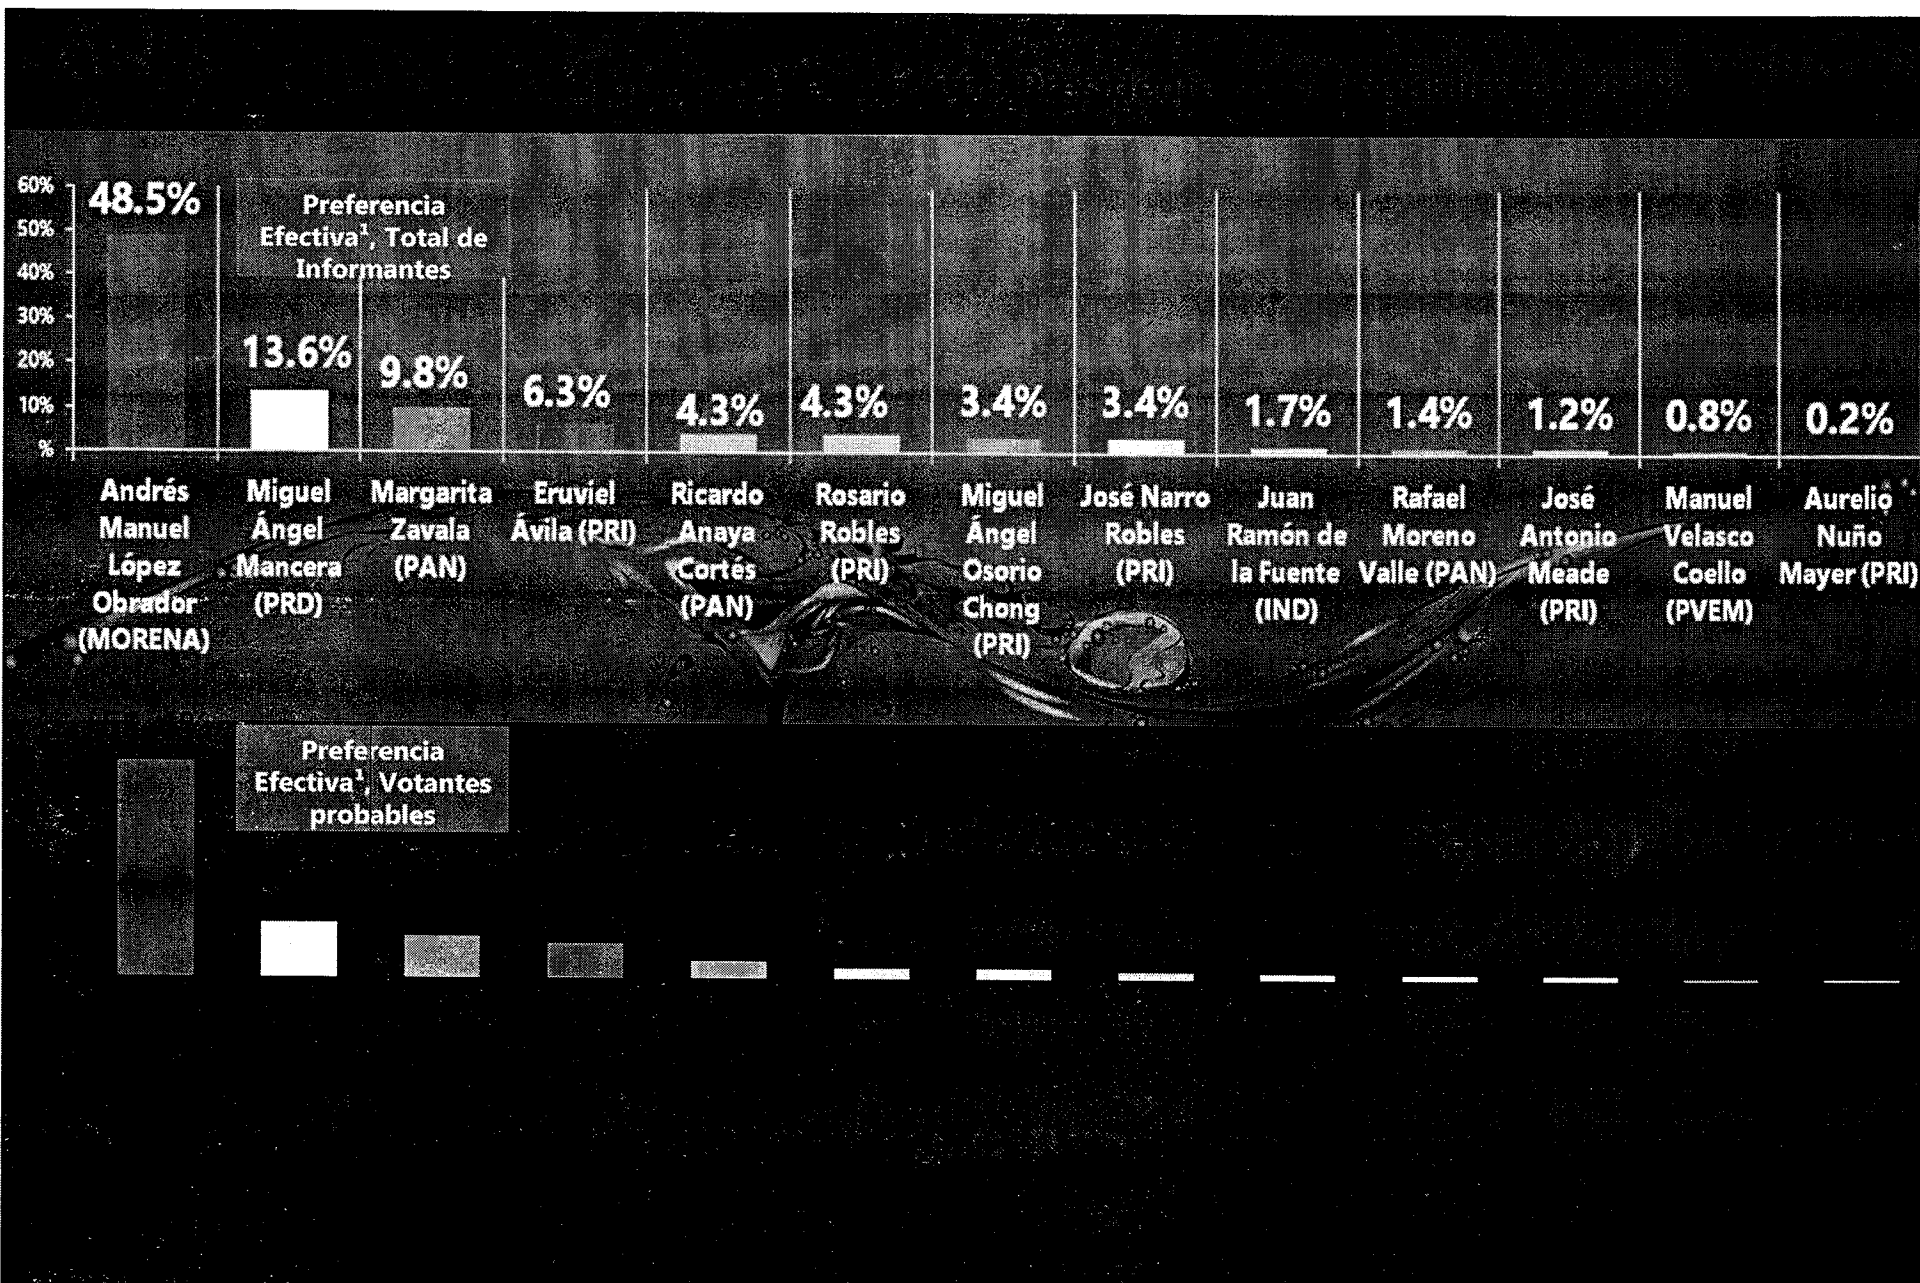 60%
50%
40%
30%
20%
10%
%
48.5%
Preferencia
Efectiva¹, Total de
Informantes
13.6%
9.8%
6.3%
4.3%
4.3%
3.4%
3.4%
1.7%
1.4%
1.2%
0.8%
0.2%
Andrés
Manuel
López
Obrador
(MORENA)
Miguel
Ángel
Mancera
(PRD)
Margarita
Zavala
(PAN)
Eruviel
Ávila (PRI)
Ricardo
Anaya
Cortés
(PAN)
Rosario
Robles
(PRI)
Miguel
Ángel
Osorio
Chong
(PRI)
José Narro
Robles
(PRI)
Juan
Ramón de
la Fuente
(IND)
Rafael
Moreno
Valle (PAN)
José
Antonio
Meade
(PRI)
Manuel
Velasco
Coello
(PVEM)
Aurelio
Nuño
Mayer (PRI)
Preferencia
Efectiva¹, Votantes
probables